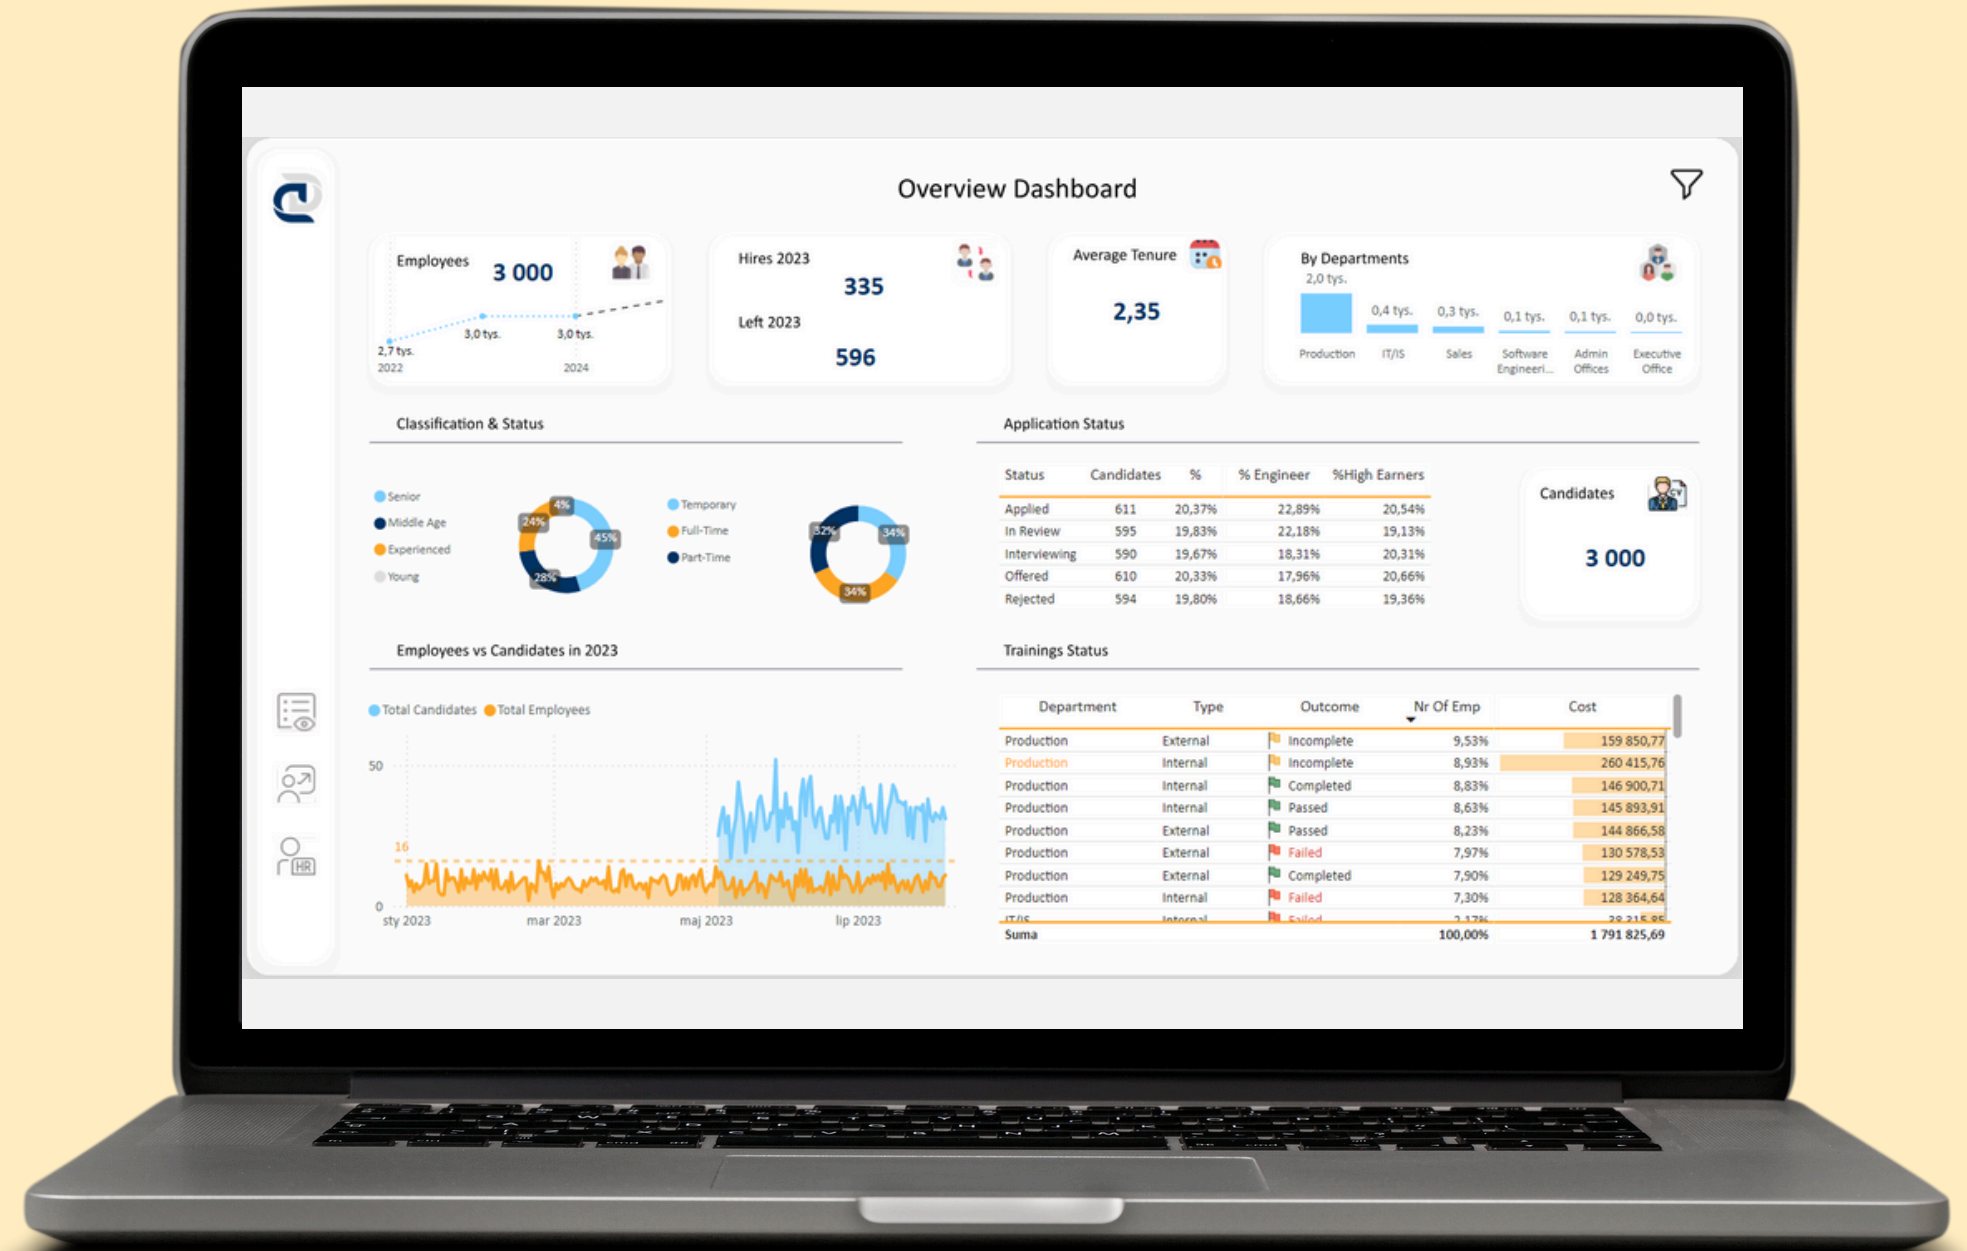 Overview Dashboard
Employees
3 000
2,7 tys.
3,0 tys.
3,0 tys.
2022
2024
Hires 2023
335
Left 2023
596
Average Tenure
2,35
By Departments
2,0 tys.
0,4 tys.
0,3 tys.
0,1 tys.
0,1 tys.
0,0 tys.
Production
IT/IS
Sales
Software
Engineeri...
Admin
Offices
Executive
Office
Classification & Status
Senior
Middle Age
Experienced
Young
4%
24%
45%
28%
Temporary
Full-Time
Part-Time
32%
34%
34%
Application Status
Status Candidates % % Engineer %High Earners
Applied 611 20,37% 22,89% 20,54%
In Review 595 19,83% 22,18% 19,13%
Interviewing 590 19,67% 18,31% 20,31%
Offered 610 20,33% 17,96% 20,66%
Rejected 594 19,80% 18,66% 19,36%
CV
Candidates
3 000
Employees vs Candidates in 2023
Total Candidates Total Employees
50
16
0
sty 2023 mar 2023 maj 2023 lip 2023
HR
Trainings Status
Department Type Outcome Nr Of Emp Cost
Production External Incomplete 9,53% 159 850,77
Production Internal Incomplete 8,93% 260 415,76
Production Internal Completed 8,83% 146 900,71
Production Internal Passed 8,63% 145 893,91
Production External Passed 8,23% 144 866,58
Production External Failed 7,97% 130 578,53
Production External Completed 7,90% 129 249,75
Production Internal Failed 7,30% 128 364,64
IT/IS Internal Failed 2,17%
Suma 100,00% 1 791 825,69